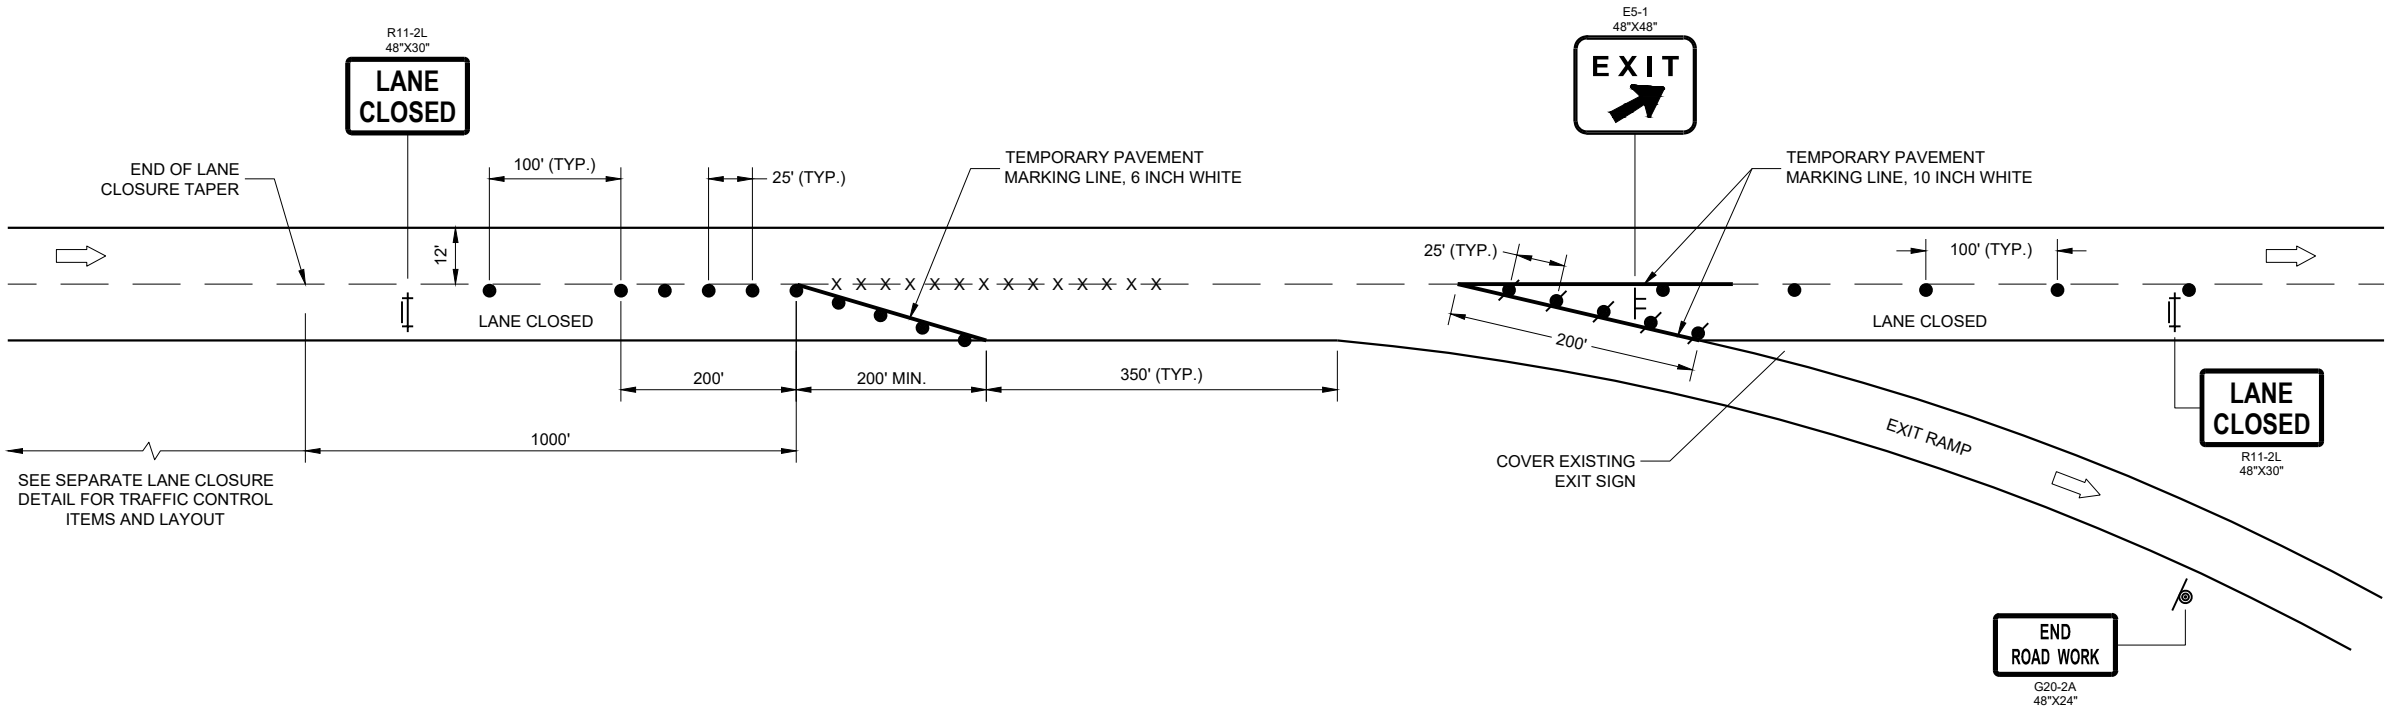 R11-2L
48"X30"
LANE
CLOSED
E5-1
48"X48"
EXIT
END OF LANE
CLOSURE TAPER
100' (TYP.)
25' (TYP.)
TEMPORARY PAVEMENT
MARKING LINE, 6 INCH WHITE
TEMPORARY PAVEMENT
MARKING LINE, 10 INCH WHITE
12'
25' (TYP.)
100' (TYP.)
X X X X X X X X X X X X X X
LANE CLOSED
LANE CLOSED
200'
200'
200' MIN.
350' (TYP.)
1000'
SEE SEPARATE LANE CLOSURE
DETAIL FOR TRAFFIC CONTROL
ITEMS AND LAYOUT
COVER EXISTING
EXIT SIGN
EXIT RAMP
LANE
CLOSED
R11-2L
48"X30"
END
ROAD WORK
G20-2A
48"X24"